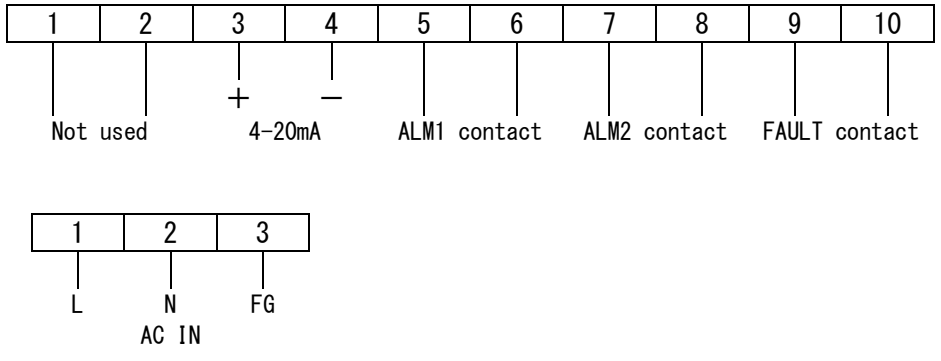 1 2 3 4 5 6 7 8 9 10
+ −
Not used 4-20mA ALM1 contact ALM2 contact FAULT contact
1 2 3
L N FG
AC IN